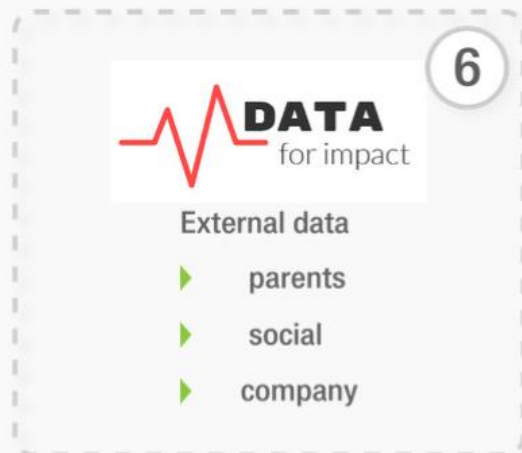 6
DATA
for impact
External data
parents
social
company